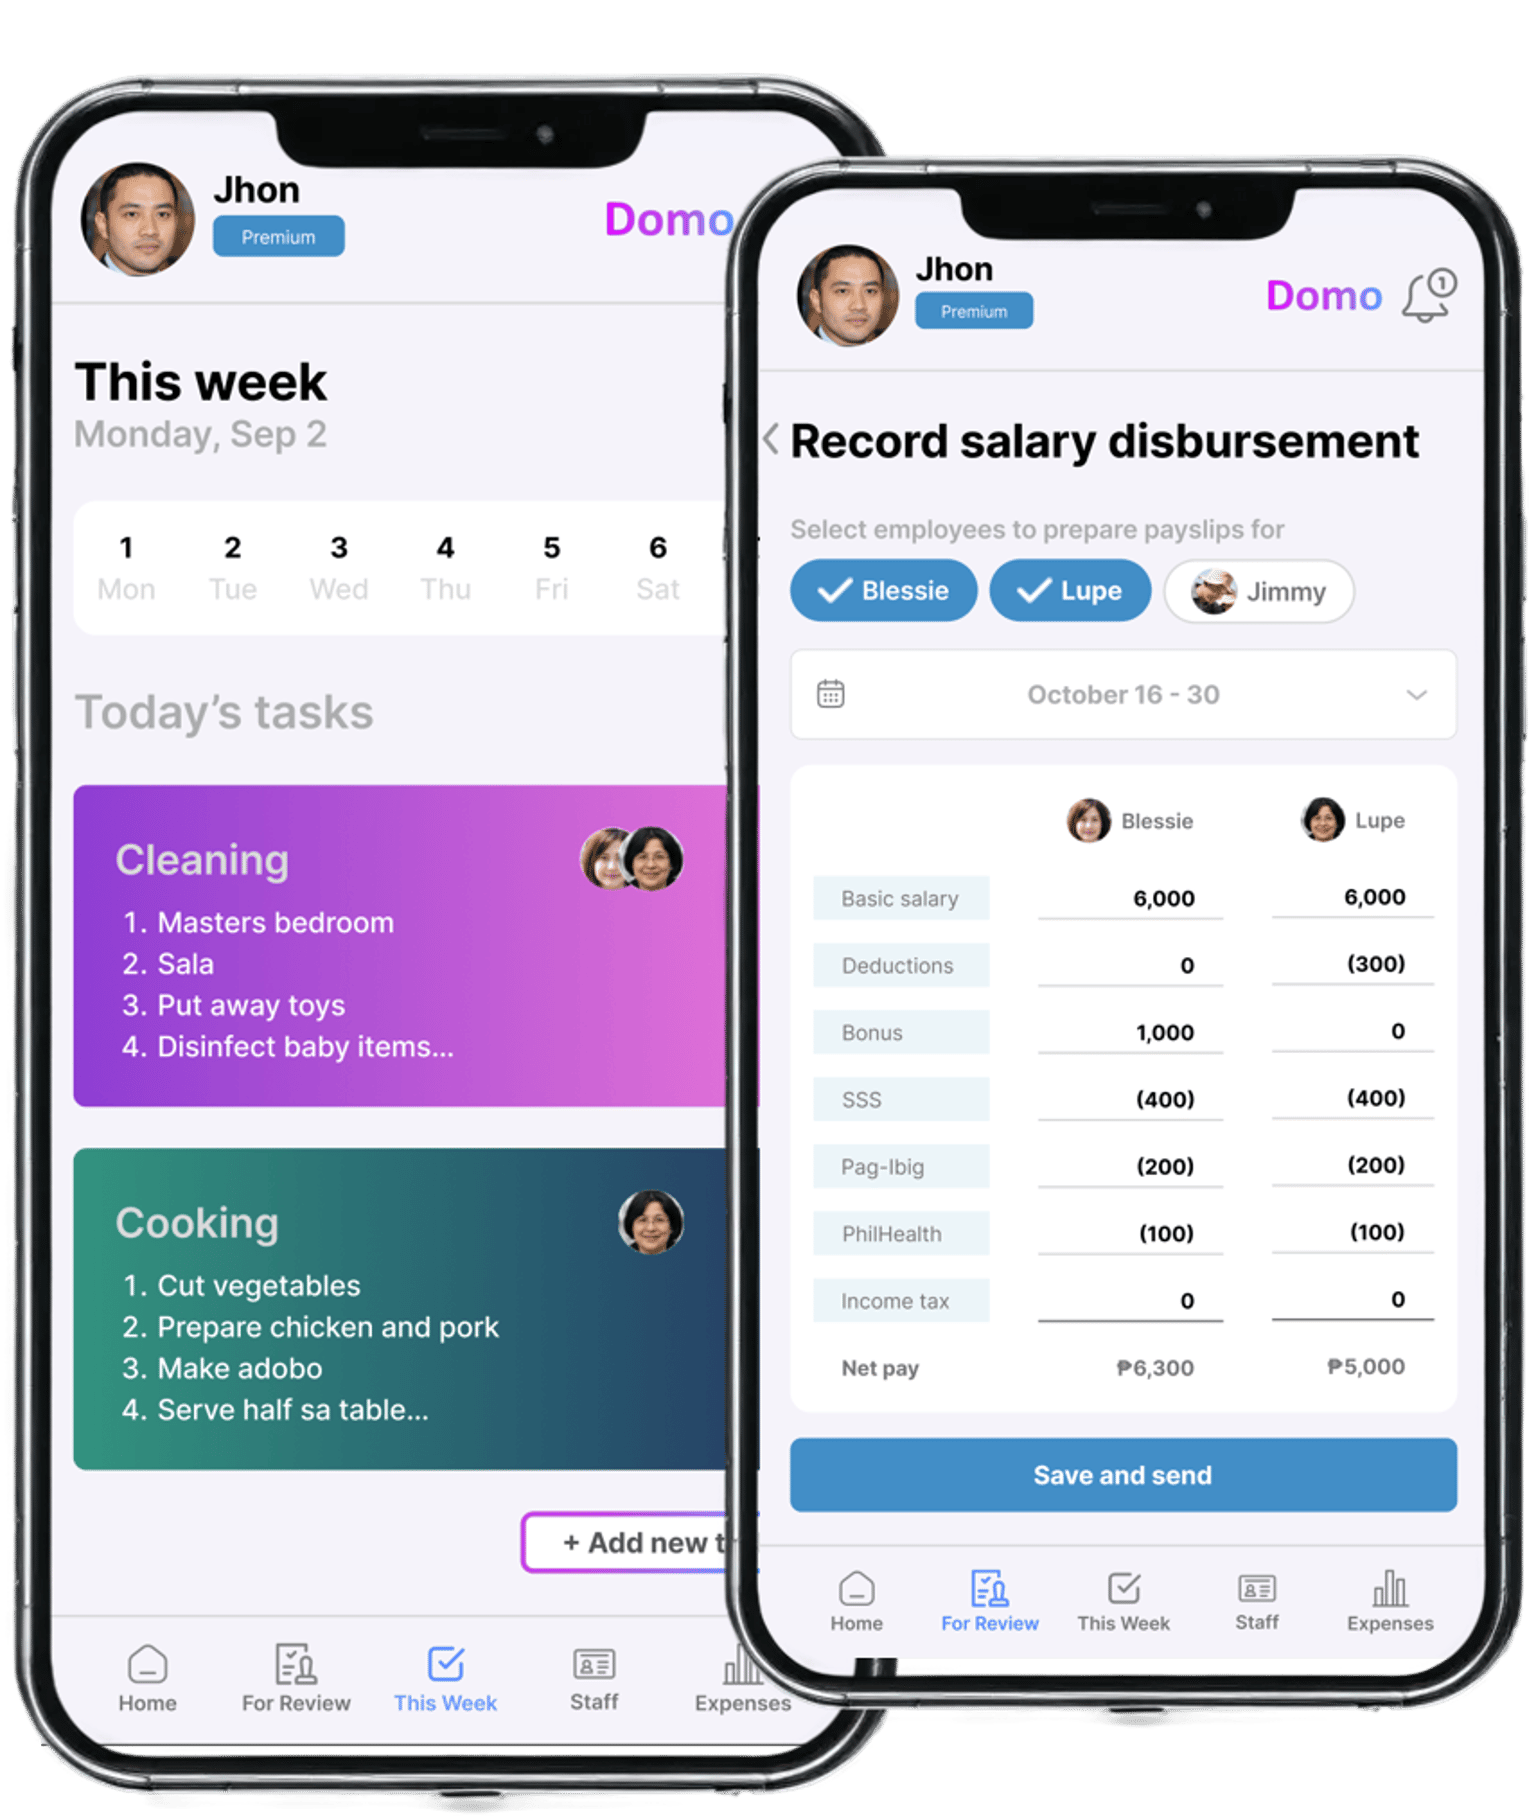 Jhon
Premium
Domo
This week
Monday, Sep 2
1 2 3 4 5 6
Mon Tue Wed Thu Fri Sat
Today's tasks
Cleaning
1. Masters bedroom
2. Sala
3. Put away toys
4. Disinfect baby items...
Cooking
1. Cut vegetables
2. Prepare chicken and pork
3. Make adobo
4. Serve half sa table...
+ Add new t
Home For Review This Week Staff Expenses
Jhon
Premium
Domo
1
Record salary disbursement
Select employees to prepare payslips for
Blessie Lupe Jimmy
October 16 - 30
Blessie Lupe
Basic salary 6,000 6,000
Deductions 0 (300)
Bonus 1,000 0
SSS (400) (400)
Pag-Ibig (200) (200)
PhilHealth (100) (100)
Income tax 0 0
Net pay ₱6,300 ₱5,000
Save and send
Home For Review This Week Staff Expenses